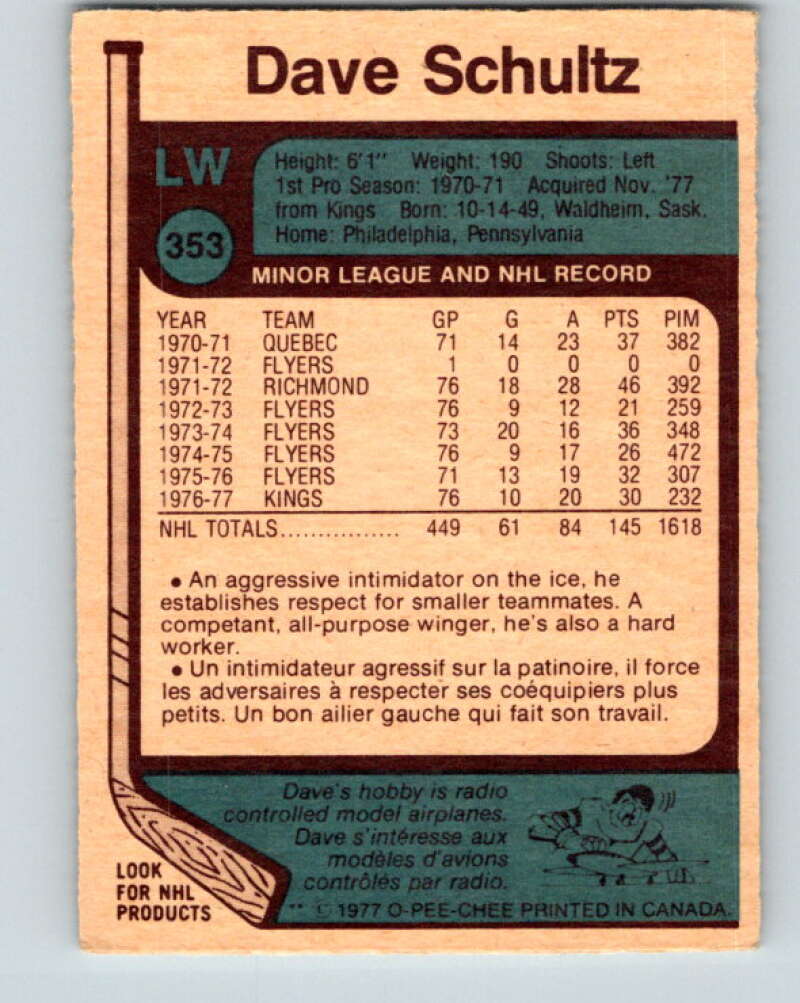 Dave Schultz
LW
353
Height: 6'1" Weight: 190 Shoots: Left
1st Pro Season: 1970-71 Acquired Nov. '77
from Kings Born: 10-14-49, Waldheim, Sask.
Home: Philadelphia, Pennsylvania
MINOR LEAGUE AND NHL RECORD
YEAR TEAM GP G A PTS PIM
1970-71 QUEBEC 71 14 23 37 382
1971-72 FLYERS 1 0 0 0 0
1971-72 RICHMOND 76 18 28 46 392
1972-73 FLYERS 76 9 12 21 259
1973-74 FLYERS 73 20 16 36 348
1974-75 FLYERS 76 9 17 26 472
1975-76 FLYERS 71 13 19 32 307
1976-77 KINGS 76 10 20 30 232
NHL TOTALS................ 449 61 84 145 1618
• An aggressive intimidator on the ice, he
establishes respect for smaller teammates. A
competant, all-purpose winger, he's also a hard
worker.
• Un intimidateur agressif sur la patinoire, il force
les adversaires à respecter ses coéquipiers plus
petits. Un bon ailier gauche qui fait son travail.
Dave's hobby is radio
controlled model airplanes.
Dave s'intéresse aux
modèles d'avions
contrôlés par radio.
LOOK
FOR NHL
PRODUCTS
** © 1977 O-PEE-CHEE PRINTED IN CANADA.